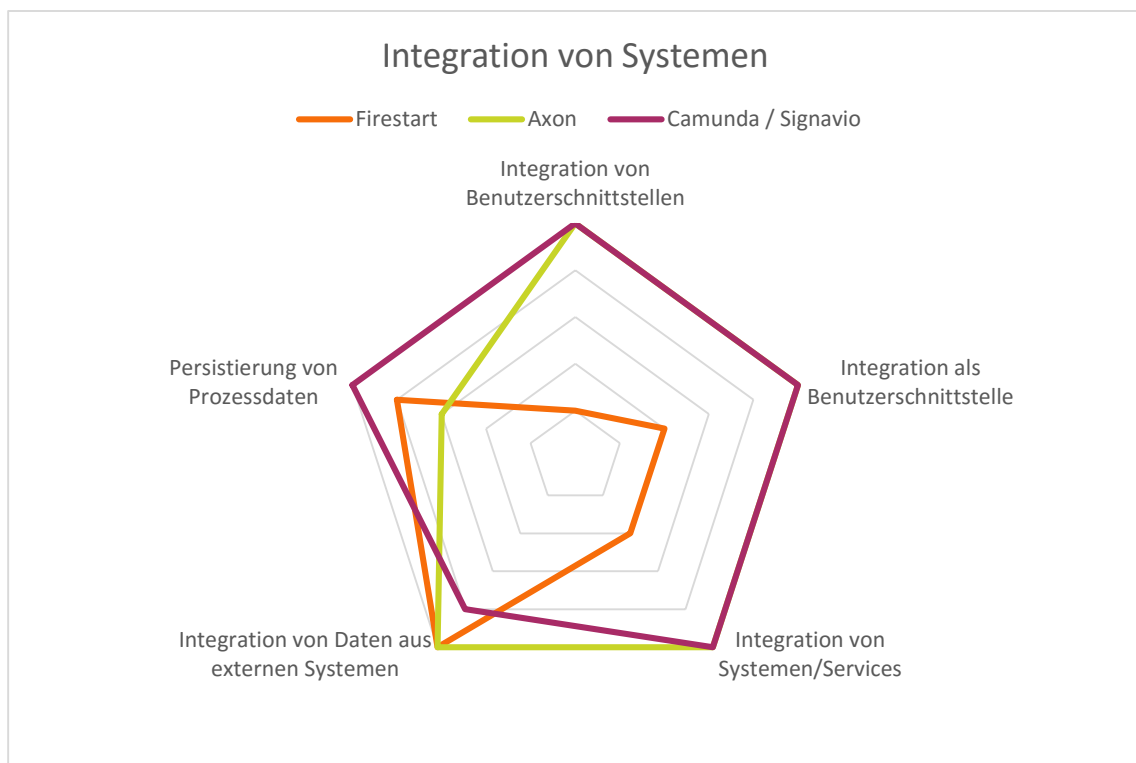 Integration von Systemen
Firestart
Axon
Camunda / Signavio
Integration von
Benutzerschnittstellen
Integration als
Benutzerschnittstelle
Integration von
Systemen/Services
Integration von Daten aus
externen Systemen
Persistierung von
Prozessdaten